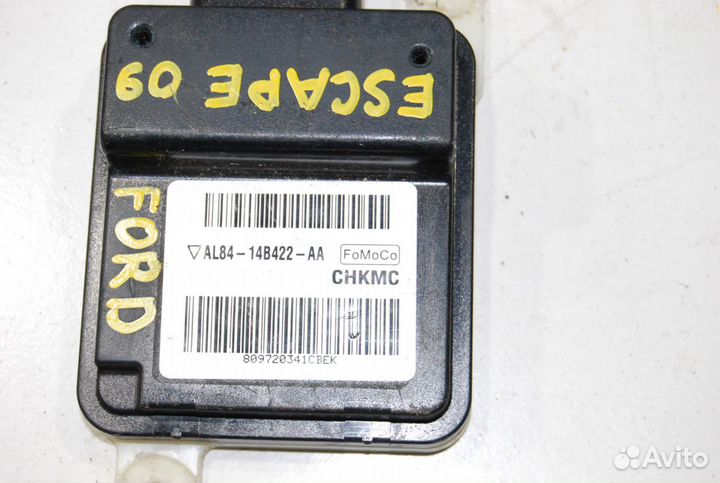 ESCAPE 09
FORD
▽ AL84-14B422-AA FoMoCo
CHKMC
809720341CBEK
Avito